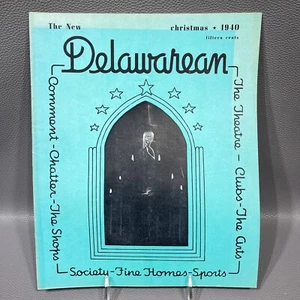 The New
christmas • 1940
fifteen cents
Delawarean
Comment-Chatter-The Shops
The Theatre-Clubs-The Arts
Society-Fine Homes-Sports